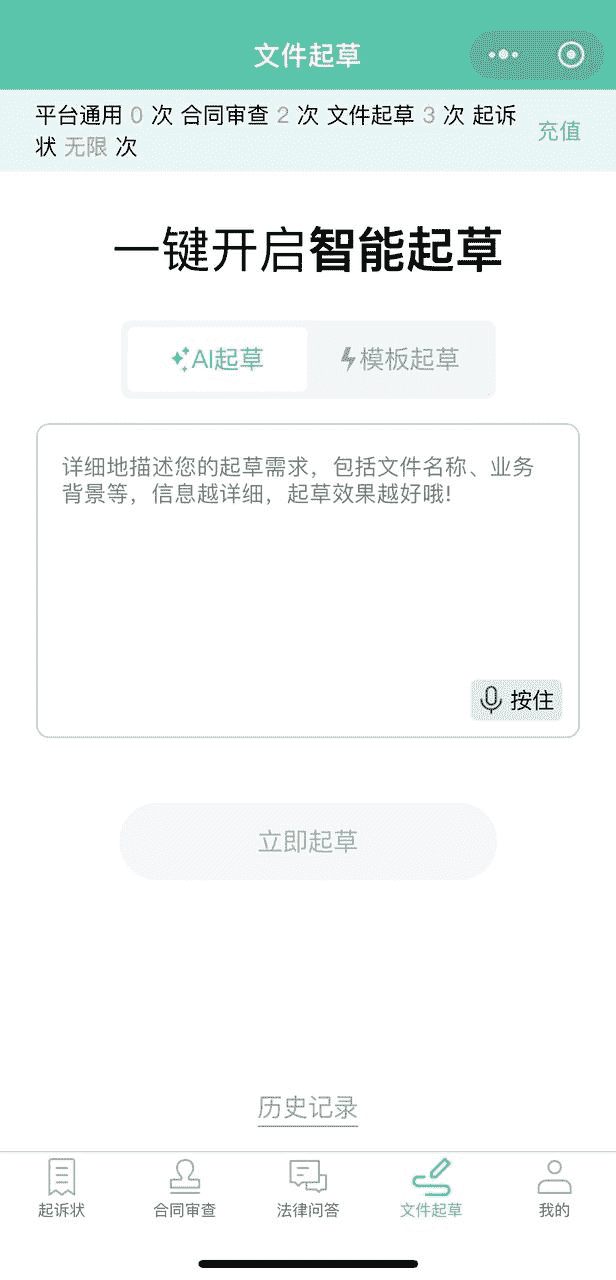 文件起草
平台通用 0 次 合同审查 2 次 文件起草 3 次 起诉
状 无限 次
充值
一键开启智能起草
AI起草
模板起草
详细地描述您的起草需求，包括文件名称、业务
背景等，信息越详细，起草效果越好哦！
按住
立即起草
历史记录
起诉状
合同审查
法律问答
文件起草
我的